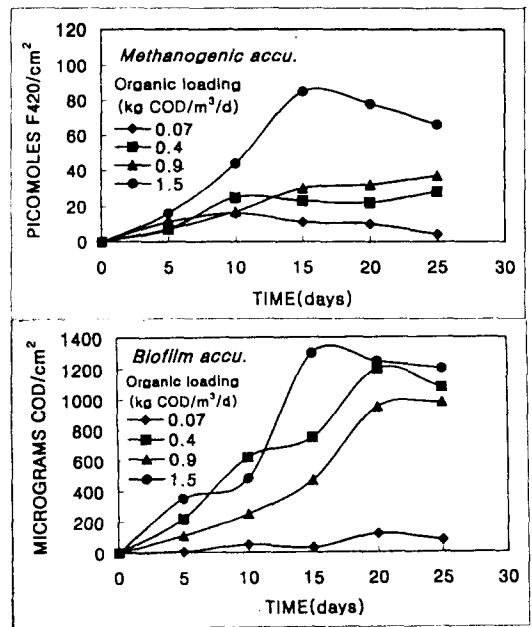 120
100
80
60
40
20
0
PICOMOLES F420/cm²
Methanogenic accu.
Organic loading
(kg COD/m³/d)
0.07
0.4
0.9
1.5
0 5 10 15 20 25 30
TIME(days)
1400
1200
1000
800
600
400
200
0
MICROGRAMS COD/cm²
Biofilm accu.
Organic loading
(kg COD/m³/d)
0.07
0.4
0.9
1.5
0 5 10 15 20 25 30
TIME(days)